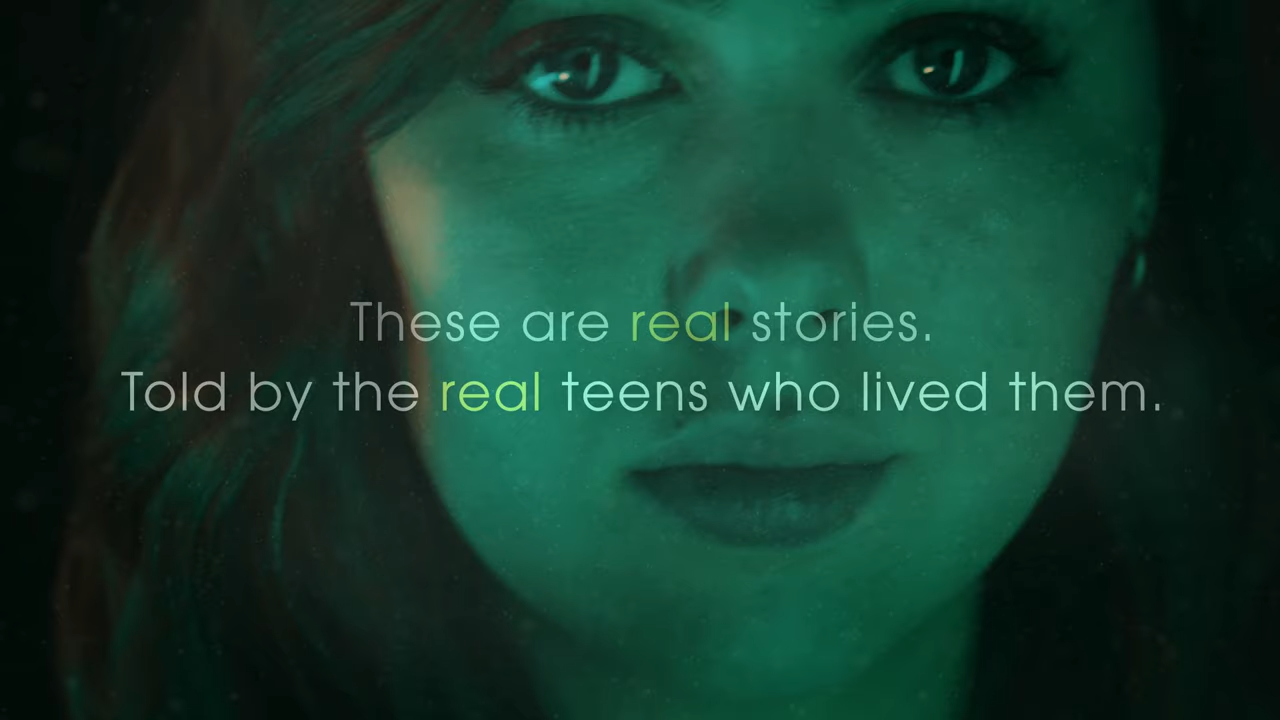 These are real stories.
Told by the real teens who lived them.